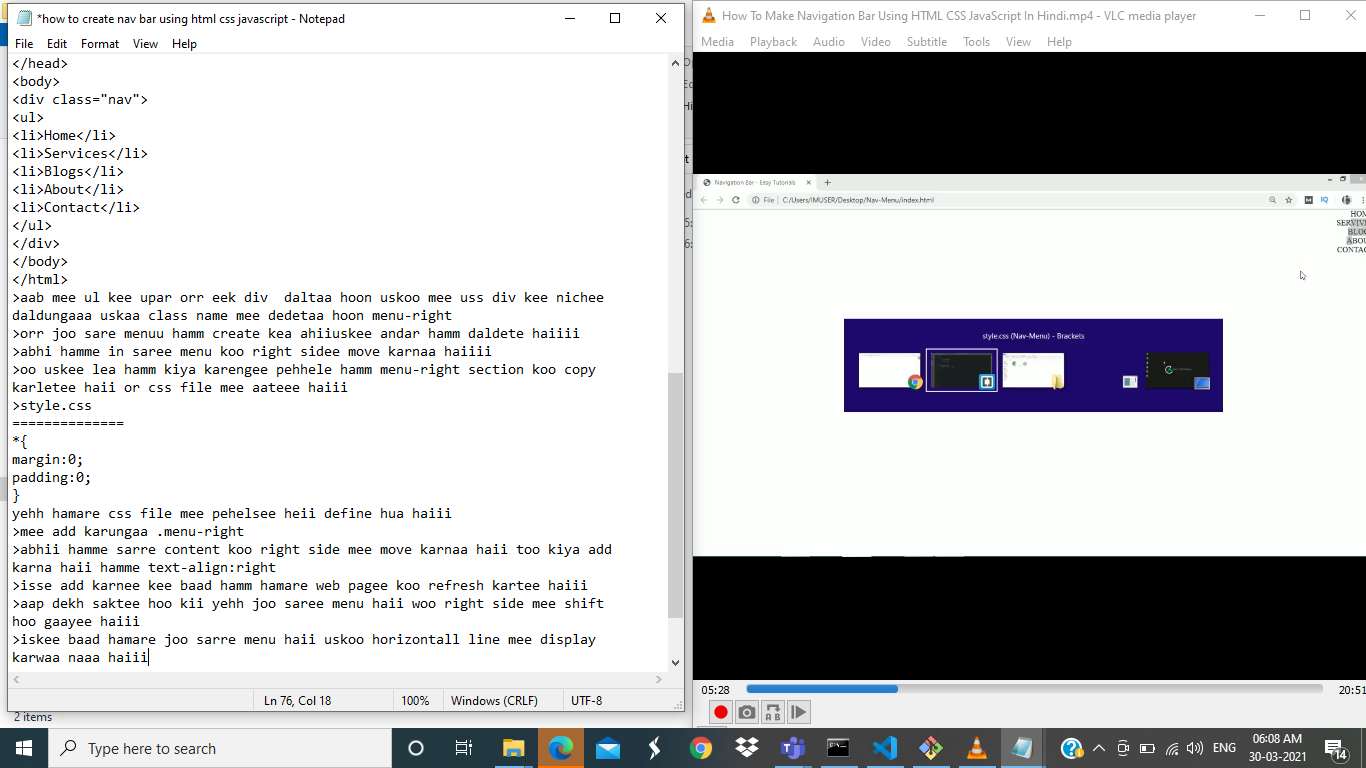 *how to create nav bar using html css javascript - Notepad
File Edit Format View Help
</head>
<body>
<div class="nav">
<ul>
<li>Home</li>
<li>Services</li>
<li>Blogs</li>
<li>About</li>
<li>Contact</li>
</ul>
</div>
</body>
</html>
>aab mee ul kee upar orr eek div  daltaa hoon uskoo mee uss div kee nichee
daldungaaa uskaa class name mee dedetaa hoon menu-right
>orr joo sare menuu hamm create kea ahiiuskee andar hamm daldete haiiii
>abhi hamme in saree menu koo right sidee move karnaa haiiii
>oo uskee lea hamm kiya karengee pehhele hamm menu-right section koo copy
karletee haii or css file mee aateee haiii
>style.css
==============
*{
margin:0;
padding:0;
}
yehh hamare css file mee pehelsee heii define hua haiii
>mee add karungaa .menu-right
>abhii hamme sarre content koo right side mee move karnaa haii too kiya add
karna haii hamme text-align:right
>isse add karnee kee baad hamm hamare web pagee koo refresh kartee haiii
>aap dekh saktee hoo kii yehh joo saree menu haii woo right side mee shift
hoo gaayee haiii
>iskee baad hamare joo sarre menu haii uskoo horizontall line mee display
karwaa naaa haiii
Ln 76, Col 18 100% Windows (CRLF) UTF-8
2 items
How To Make Navigation Bar Using HTML CSS JavaScript In Hindi.mp4 - VLC media player
Media Playback Audio Video Subtitle Tools View Help
Navigation Bar - Easy Tutorials
File C:/Users/IMUSER/Desktop/Nav-Menu/index.html
HOM
SERVIVE
BLOG
ABOU
CONTAC
style.css (Nav-Menu) - Brackets
05:28 20:51
Type here to search
ENG
06:08 AM
30-03-2021
14